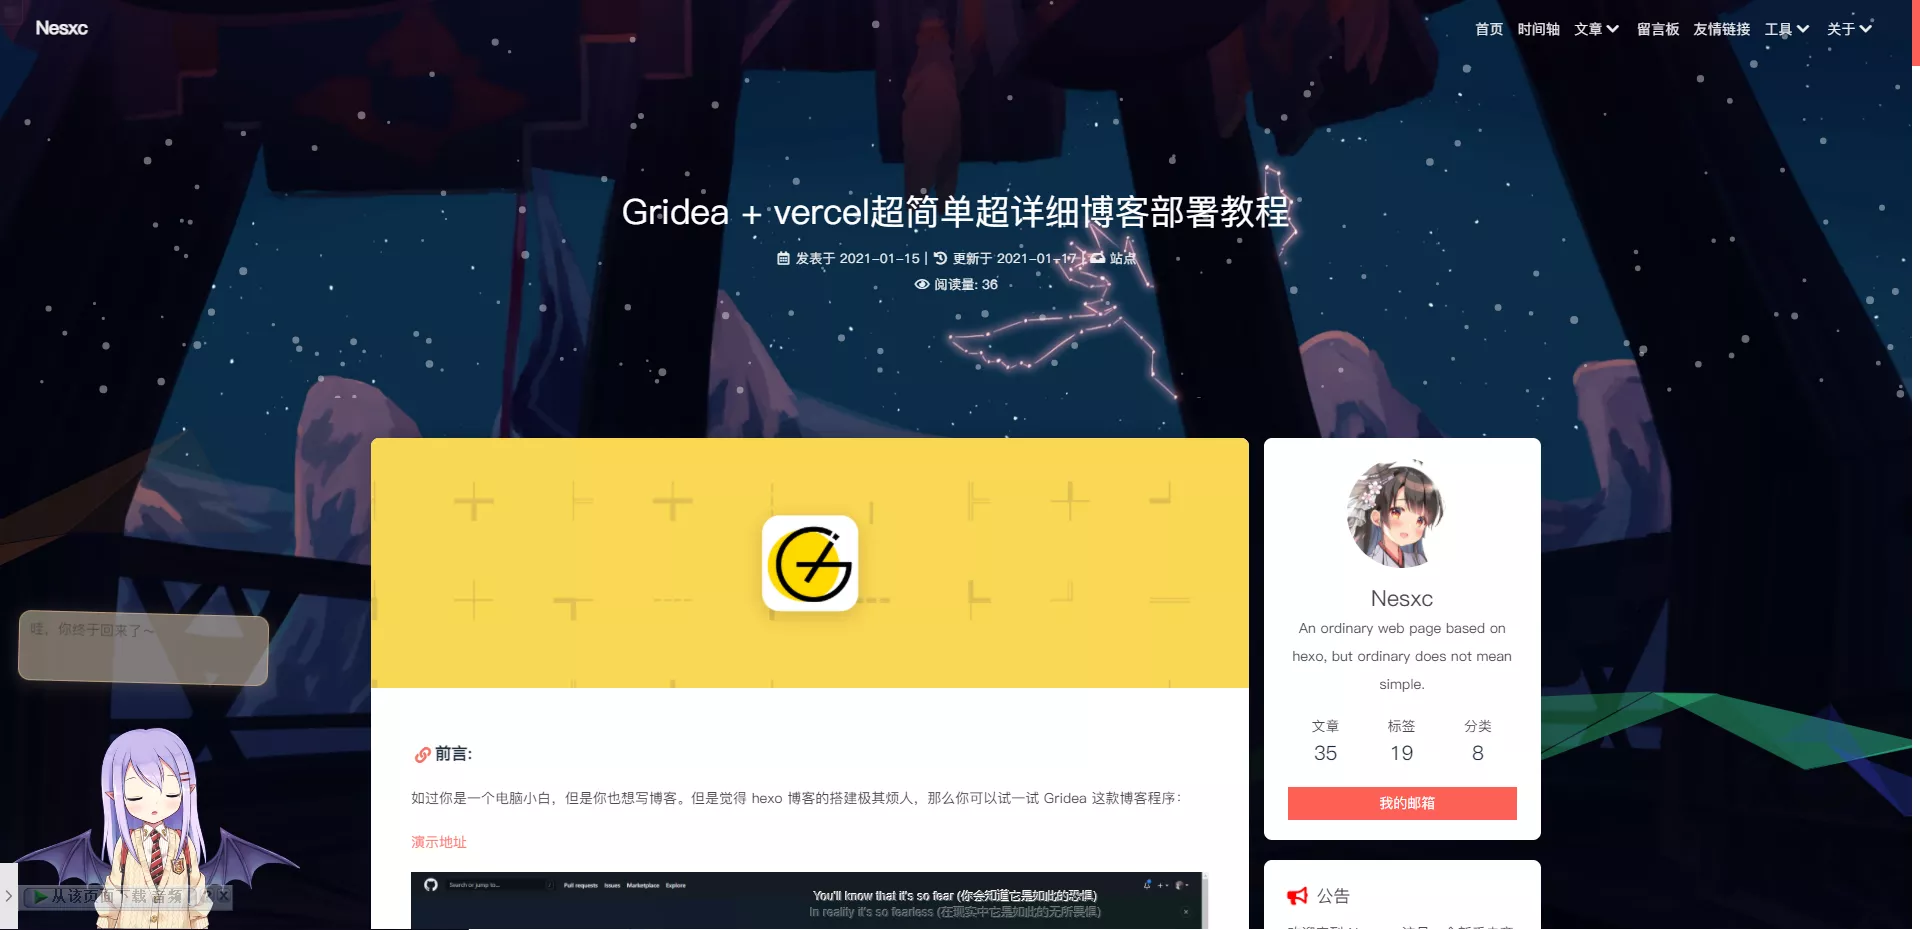 Nesxc
首页 时间轴 文章 留言板 友情链接 工具 关于
Gridea + vercel超简单超详细博客部署教程
发表于 2021-01-15 | 更新于 2021-01-17 | 站点
阅读量: 36
哇，你终于回来了～
Nesxc
An ordinary web page based on
hexo, but ordinary does not mean
simple.
文章 标签 分类
35 19 8
我的邮箱
前言:
如过你是一个电脑小白，但是你也想写博客。但是觉得 hexo 博客的搭建极其烦人，那么你可以试一试 Gridea 这款博客程序：
演示地址
Search or jump to... Pull requests Issues Marketplace Explore
You'll know that it's so fear (你会知道它是如此的恐惧)
In reality it's so fearless (在现实中它是如此的无所畏惧)
从该页面下载 音频
公告